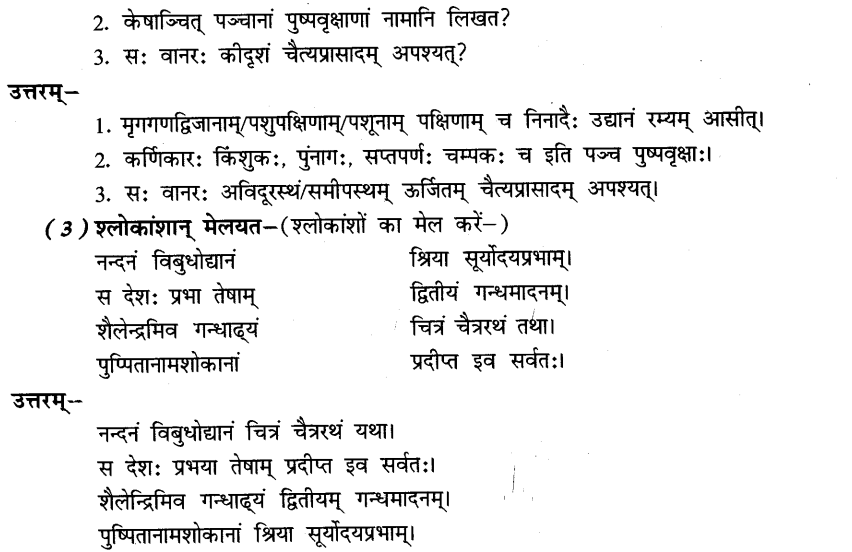 2. केषाञ्चित् पञ्चानां पुष्पवृक्षाणां नामानि लिखत?
3. सः वानरः कीदृशं चैत्यप्रासादम् अपश्यत्?
उत्तरम्–
1. मृगगणद्विजानाम्/पशुपक्षिणाम्/पशूनाम् पक्षिणाम् च निनादैः उद्यानं रम्यम् आसीत्।
2. कर्णिकारः किंशुकः, पुंनागः, सप्तपर्णः चम्पकः च इति पञ्च पुष्पवृक्षाः।
3. सः वानरः अविदूरस्थं/समीपस्थम् ऊर्जितम् चैत्यप्रासादम् अपश्यत्।
(3) श्लोकांशान् मेलयत–(श्लोकांशों का मेल करें–)
नन्दनं विबुधोद्यानं श्रिया सूर्योदयप्रभाम्।
स देशः प्रभा तेषाम् द्वितीयं गन्धमादनम्।
शैलेन्द्रमिव गन्धाढ्यं चित्रं चैत्ररथं तथा।
पुष्पितानामशोकानां प्रदीप्त इव सर्वतः।
उत्तरम्–
नन्दनं विबुधोद्यानं चित्रं चैत्ररथं यथा।
स देशः प्रभया तेषाम् प्रदीप्त इव सर्वतः।
शैलेन्द्रिमिव गन्धाढ्यं द्वितीयम् गन्धमादनम्।
पुष्पितानामशोकानां श्रिया सूर्योदयप्रभाम्।